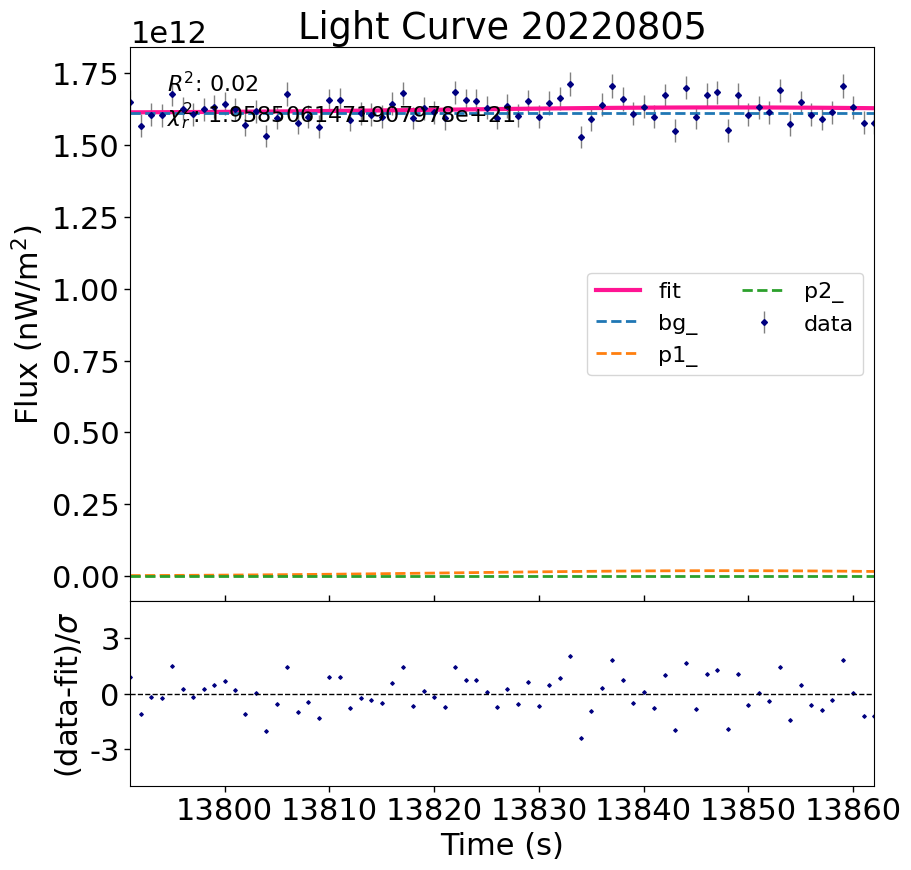 Light Curve 20220805
1e12
R²: 0.02
χ²ᵣ: 1.9585061471907978e+21
1.75
1.50
1.25
1.00
0.75
0.50
0.25
0.00
Flux (nW/m²)
fit
bg_
p1_
p2_
data
3
0
-3
(data-fit)/σ
13800 13810 13820 13830 13840 13850 13860
Time (s)